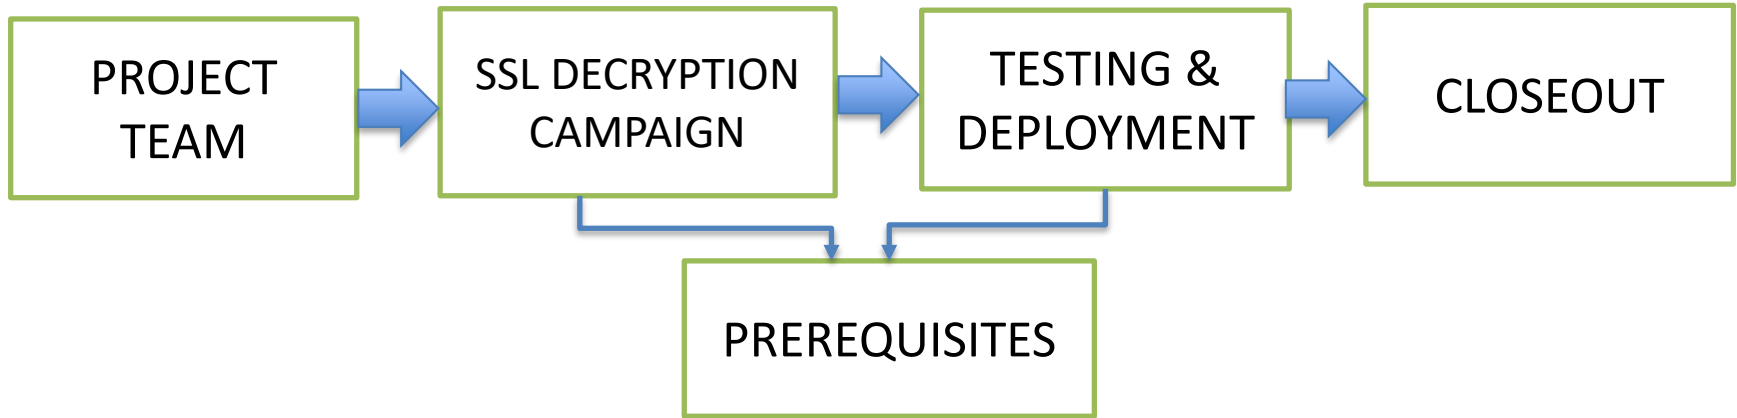 PROJECT
TEAM
SSL DECRYPTION
CAMPAIGN
TESTING &
DEPLOYMENT
CLOSEOUT
PREREQUISITES